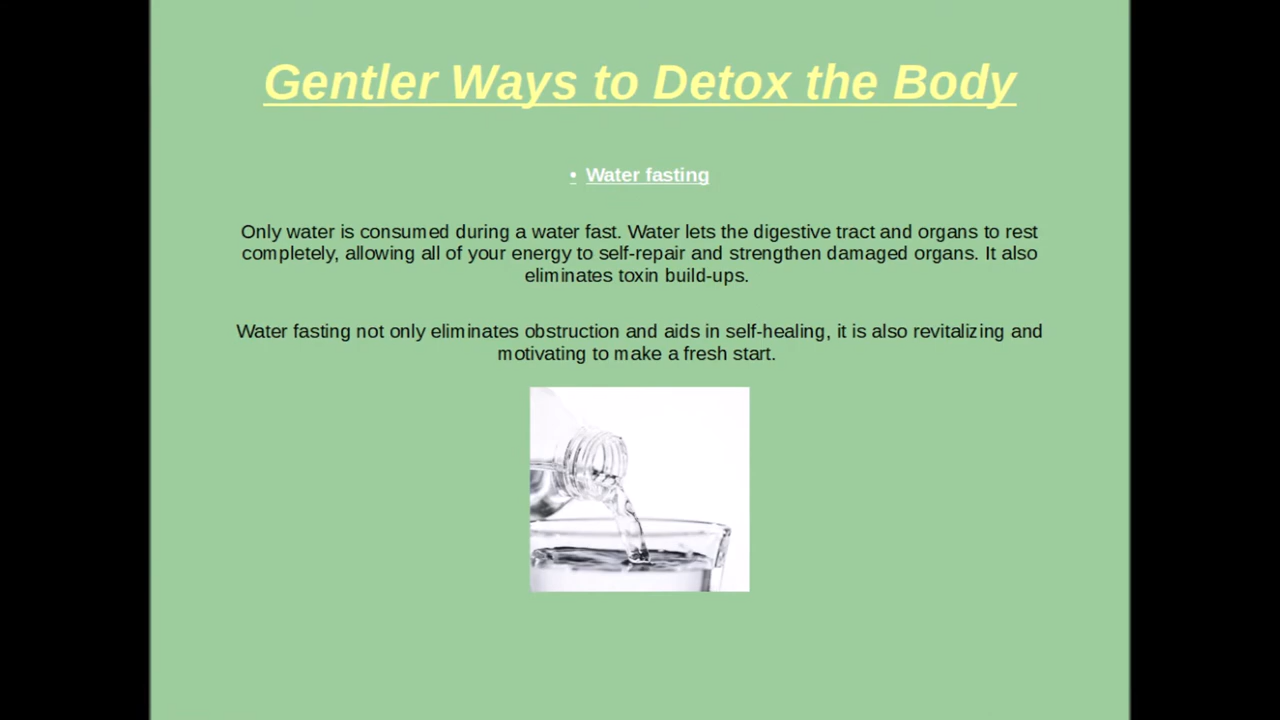 Gentler Ways to Detox the Body
• Water fasting
Only water is consumed during a water fast. Water lets the digestive tract and organs to rest
completely, allowing all of your energy to self-repair and strengthen damaged organs. It also
eliminates toxin build-ups.
Water fasting not only eliminates obstruction and aids in self-healing, it is also revitalizing and
motivating to make a fresh start.